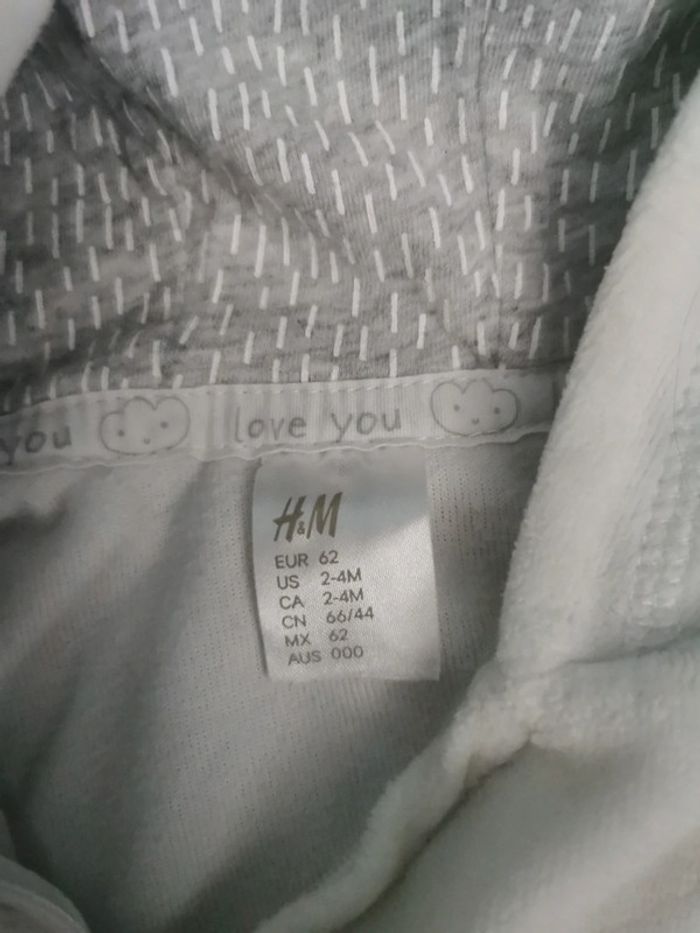 you love you
H&M
EUR 62
US 2-4M
CA 2-4M
CN 66/44
MX 62
AUS 000